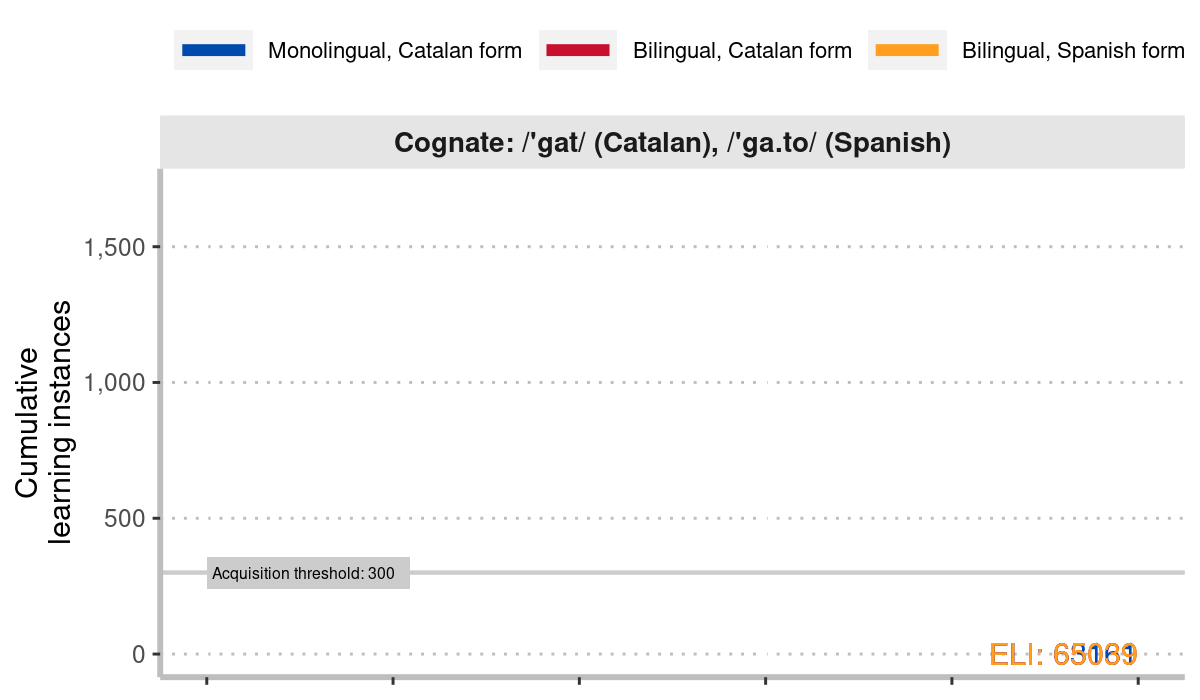 Monolingual, Catalan form
Bilingual, Catalan form
Bilingual, Spanish form
Cognate: /'gat/ (Catalan), /'ga.to/ (Spanish)
Cumulative
learning instances
1,500
1,000
500
Acquisition threshold: 300
0
ELI: